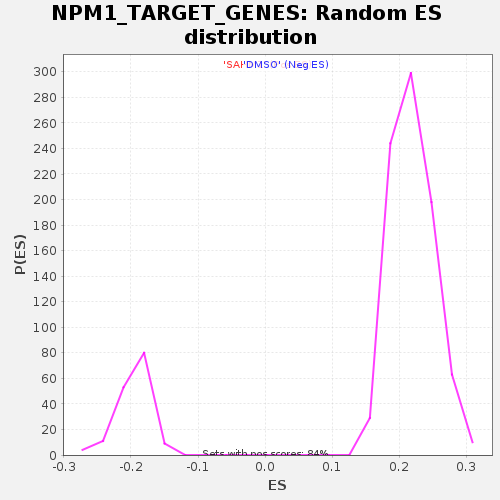 NPM1_TARGET_GENES: Random ES
distribution
'SAI'DMSO' (Neg ES)
300
280
260
240
220
200
180
160
140
120
100
80
60
40
20
0
P(ES)
Sets with pos scores: 84%
-0.3 -0.2 -0.1 0.0 0.1 0.2 0.3
ES